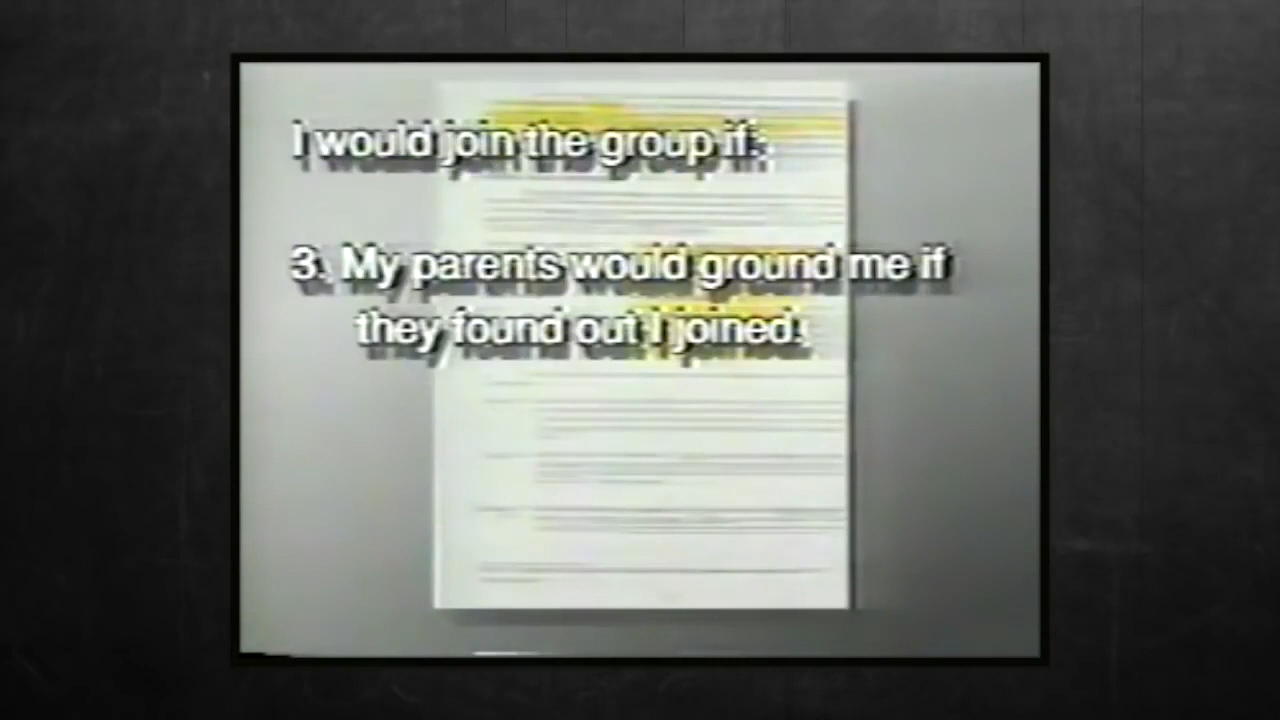 I would join the group if:
3. My parents would ground me if
they found out I joined.